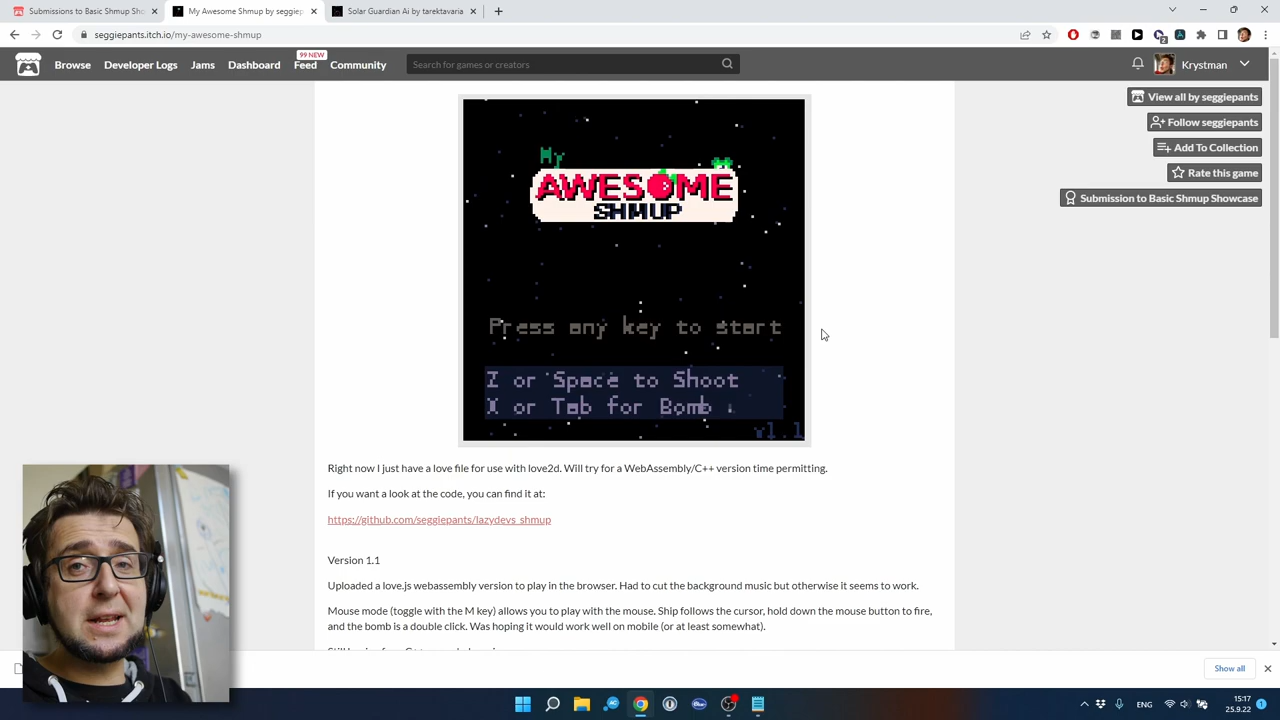 Submissions to Basic Shmup Sho
My Awesome Shmup by seggiep
Solar Guardian Ai by tarektavaria
seggiepants.itch.io/my-awesome-shmup
99 NEW
Browse
Developer Logs
Jams
Dashboard
Feed
Community
Search for games or creators
Krystman
View all by seggiepants
Follow seggiepants
Add To Collection
Rate this game
Submission to Basic Shmup Showcase
My
AWESOME
SHMUP
Press any key to start
Z or Space to Shoot
X or Tab for Bomb
v1.1
Right now I just have a love file for use with love2d. Will try for a WebAssembly/C++ version time permitting.
If you want a look at the code, you can find it at:
https://github.com/seggiepants/lazydevs_shmup
Version 1.1
Uploaded a love.js webassembly version to play in the browser. Had to cut the background music but otherwise it seems to work.
Mouse mode (toggle with the M key) allows you to play with the mouse. Ship follows the cursor, hold down the mouse button to fire,
and the bomb is a double click. Was hoping it would work well on mobile (or at least somewhat).
Show all
ENG
15:17
25.9.22